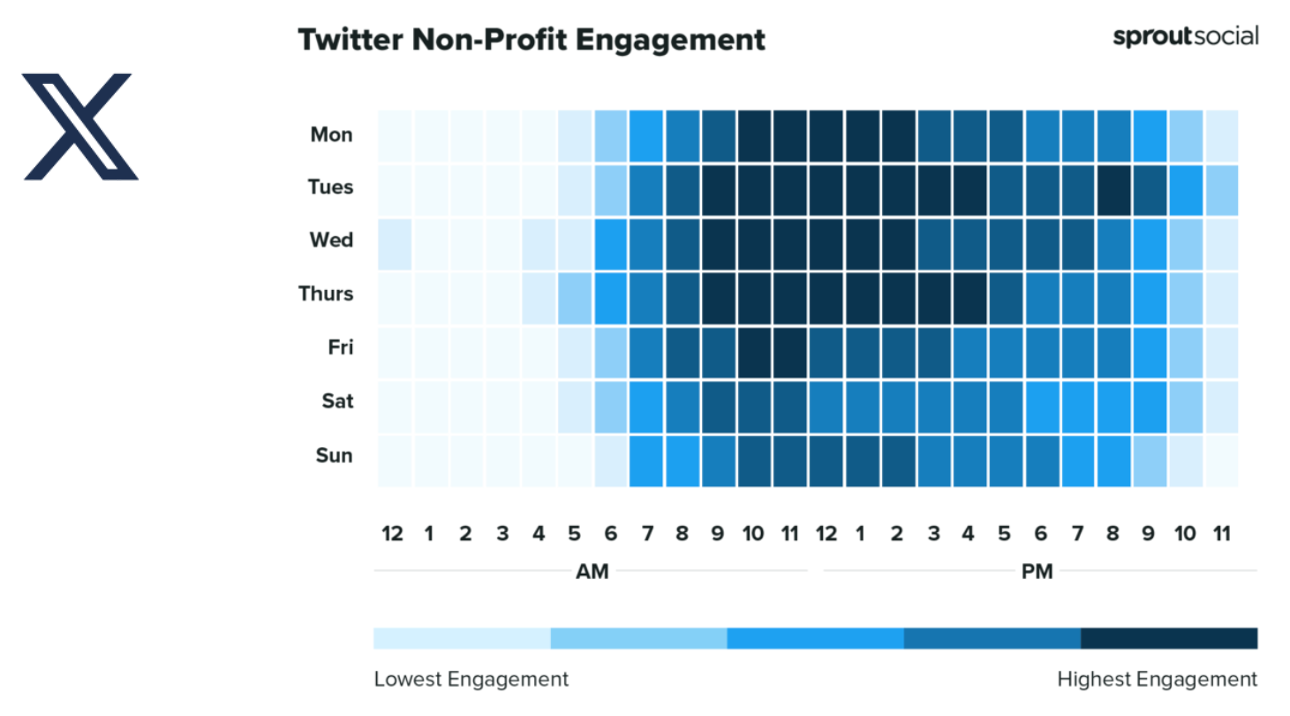 Twitter Non-Profit Engagement
sproutsocial
Mon
Tues
Wed
Thurs
Fri
Sat
Sun
12 1 2 3 4 5 6 7 8 9 10 11 12 1 2 3 4 5 6 7 8 9 10 11
AM PM
Lowest Engagement Highest Engagement